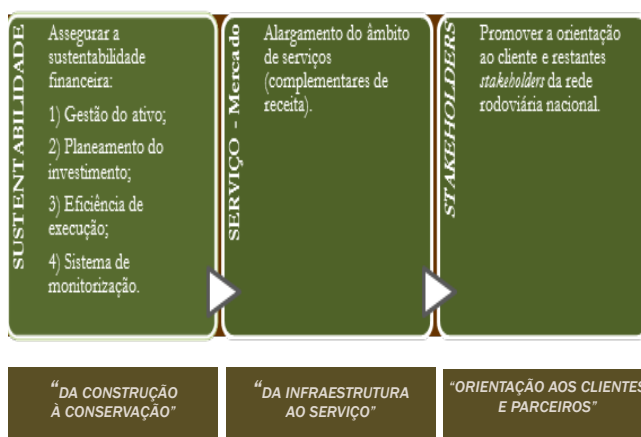 SUSTENTABILIDADE
Assegurar a
sustentabilidade
financeira:
1) Gestão do ativo;
2) Planeamento do
investimento;
3) Eficiência de
execução;
4) Sistema de
monitorização.
SERVIÇO - Mercado
Alargamento do âmbito
de serviços
(complementares de
receita).
STAKEHOLDERS
Promover a orientação
ao cliente e restantes
stakeholders da rede
rodoviária nacional.
“DA CONSTRUÇÃO
À CONSERVAÇÃO”
“DA INFRAESTRUTURA
AO SERVIÇO”
“ORIENTAÇÃO AOS CLIENTES
E PARCEIROS”